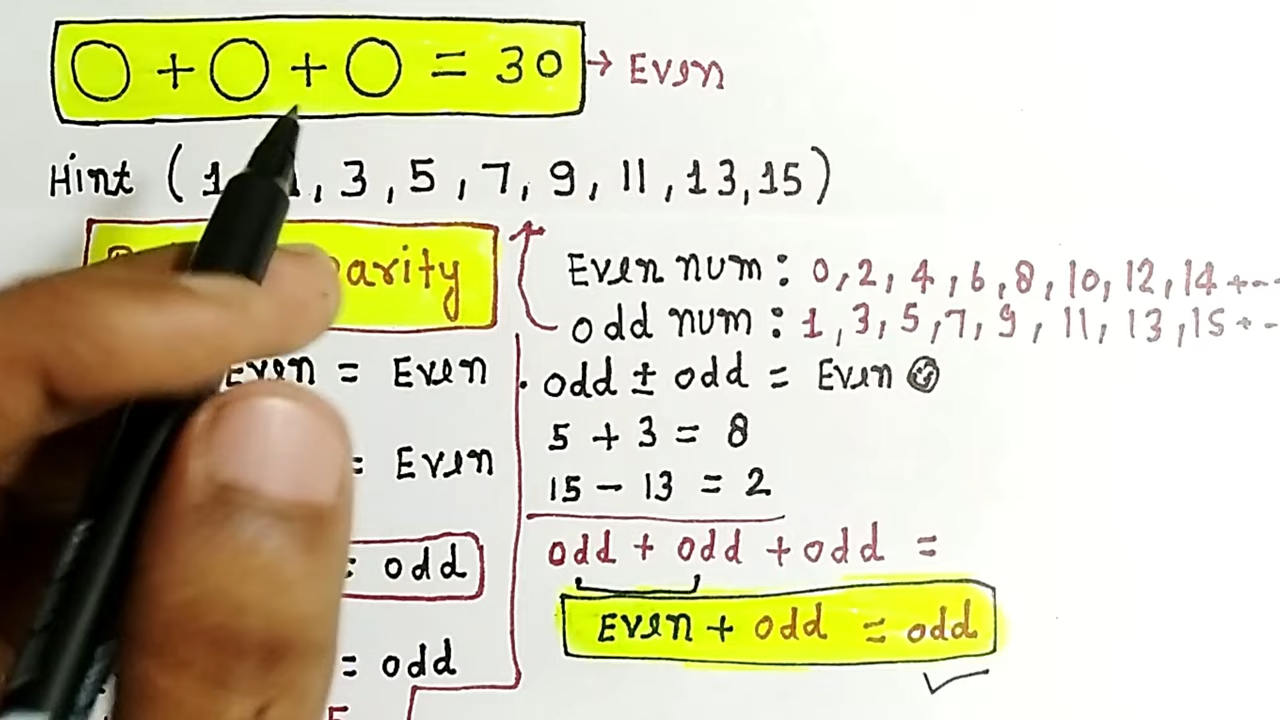 O + O + O = 30 → Even
Hint ( 1, 1, 3, 5, 7, 9, 11, 13, 15)
arity
Even num : 0, 2, 4, 6, 8, 10, 12, 14 + --
odd num : 1, 3, 5, 7, 9, 11, 13, 15 + -
Even = Even
odd ± odd = Even
5 + 3 = 8
= Even
15 - 13 = 2
odd + odd + odd =
= odd
Even + odd = odd
= odd